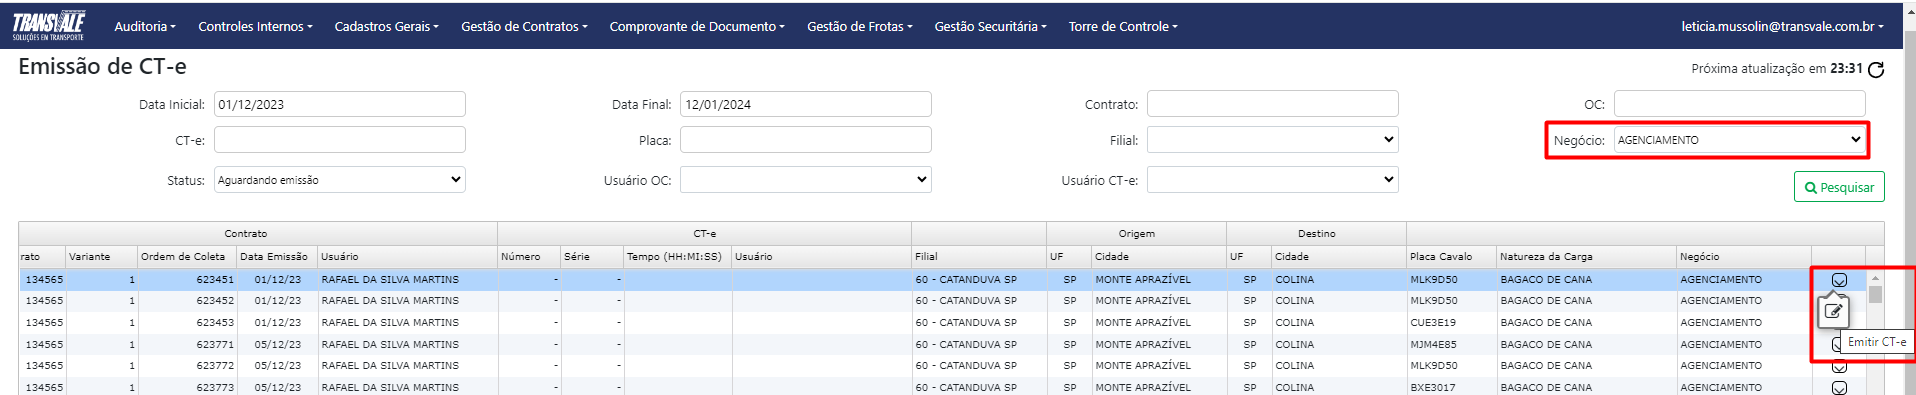 TRANSVALE
SOLUÇÕES EM TRANSPORTE
Auditoria Controles Internos Cadastros Gerais Gestão de Contratos Comprovante de Documento Gestão de Frotas Gestão Securitária Torre de Controle leticia.mussolin@transvale.com.br
Emissão de CT-e Próxima atualização em 23:31
Data Inicial: 01/12/2023 Data Final: 12/01/2024 Contrato: OC:
CT-e: Placa: Filial: Negócio: AGENCIAMENTO
Status: Aguardando emissão Usuário OC: Usuário CT-e:
Pesquisar
Contrato CT-e Origem Destino
rato Variante Ordem de Coleta Data Emissão Usuário Número Série Tempo (HH:MI:SS) Usuário Filial UF Cidade UF Cidade Placa Cavalo Natureza da Carga Negócio
134565 1 623451 01/12/23 RAFAEL DA SILVA MARTINS - - 60 - CATANDUVA SP SP MONTE APRAZÍVEL SP COLINA MLK9D50 BAGACO DE CANA AGENCIAMENTO
134565 1 623452 01/12/23 RAFAEL DA SILVA MARTINS - - 60 - CATANDUVA SP SP MONTE APRAZÍVEL SP COLINA MLK9D50 BAGACO DE CANA AGENCIAMENTO
134565 1 623453 01/12/23 RAFAEL DA SILVA MARTINS - - 60 - CATANDUVA SP SP MONTE APRAZÍVEL SP COLINA CUE3E19 BAGACO DE CANA AGENCIAMENTO
134565 1 623771 05/12/23 RAFAEL DA SILVA MARTINS - - 60 - CATANDUVA SP SP MONTE APRAZÍVEL SP COLINA MJM4E85 BAGACO DE CANA AGENCIAMENTO
Emitir CT-e
134565 1 623772 05/12/23 RAFAEL DA SILVA MARTINS - - 60 - CATANDUVA SP SP MONTE APRAZÍVEL SP COLINA MLK9D50 BAGACO DE CANA AGENCIAMENTO
134565 1 623773 05/12/23 RAFAEL DA SILVA MARTINS - - 60 - CATANDUVA SP SP MONTE APRAZÍVEL SP COLINA BXE3017 BAGACO DE CANA AGENCIAMENTO